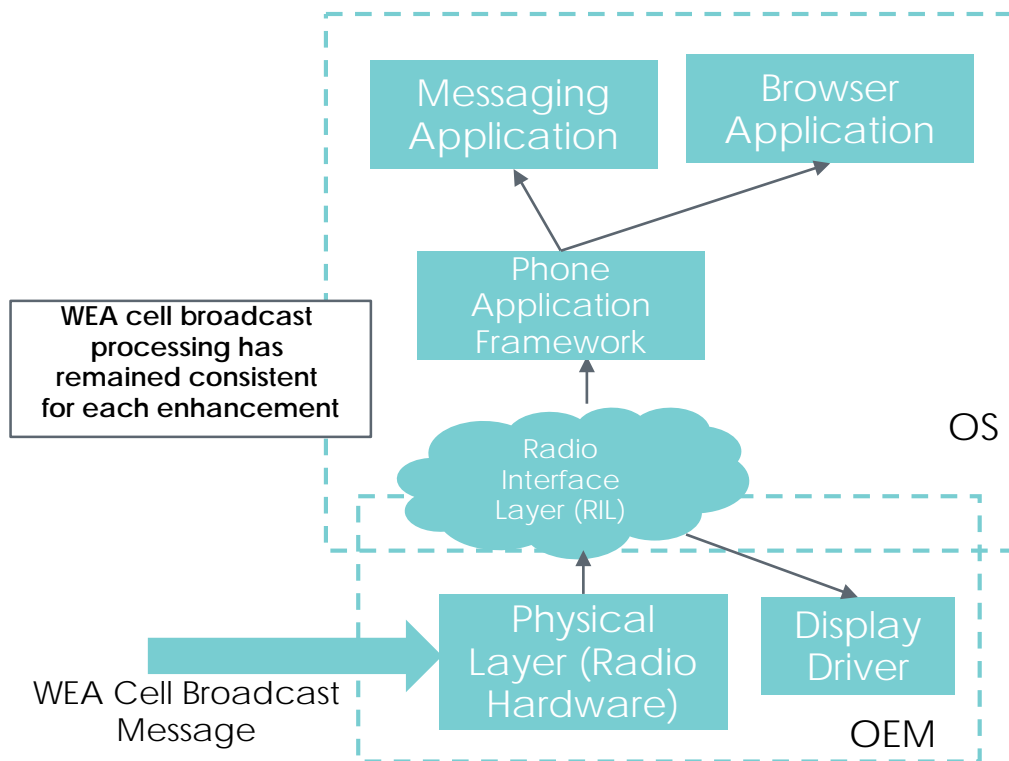 Messaging
Application
Browser
Application
Phone
Application
Framework
WEA cell broadcast
processing has
remained consistent
for each enhancement
OS
Radio
Interface
Layer (RIL)
Physical
Layer (Radio
Hardware)
Display
Driver
WEA Cell Broadcast
Message
OEM